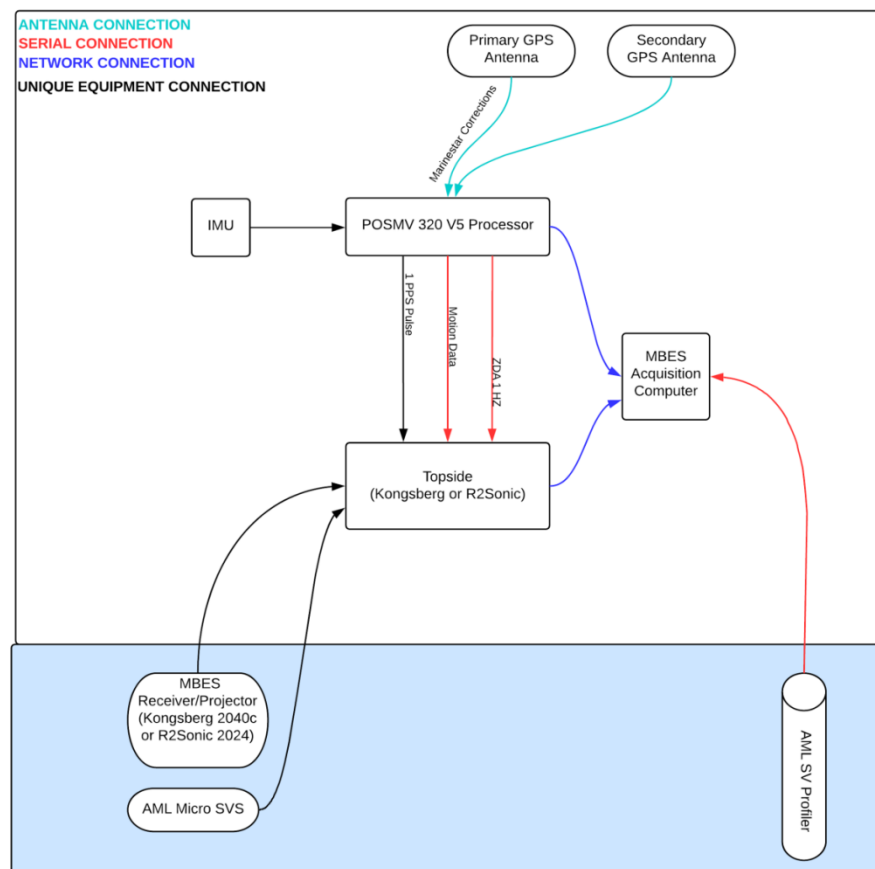 ANTENNA CONNECTION
SERIAL CONNECTION
NETWORK CONNECTION
UNIQUE EQUIPMENT CONNECTION
Primary GPS
Antenna
Secondary
GPS Antenna
Marinestar Corrections
IMU
POSMV 320 V5 Processor
1 PPS Pulse
Motion Data
ZDA 1 HZ
MBES
Acquisition
Computer
Topside
(Kongsberg or R2Sonic)
MBES
Receiver/Projector
(Kongsberg 2040c
or R2Sonic 2024)
AML Micro SVS
AML SV Profiler